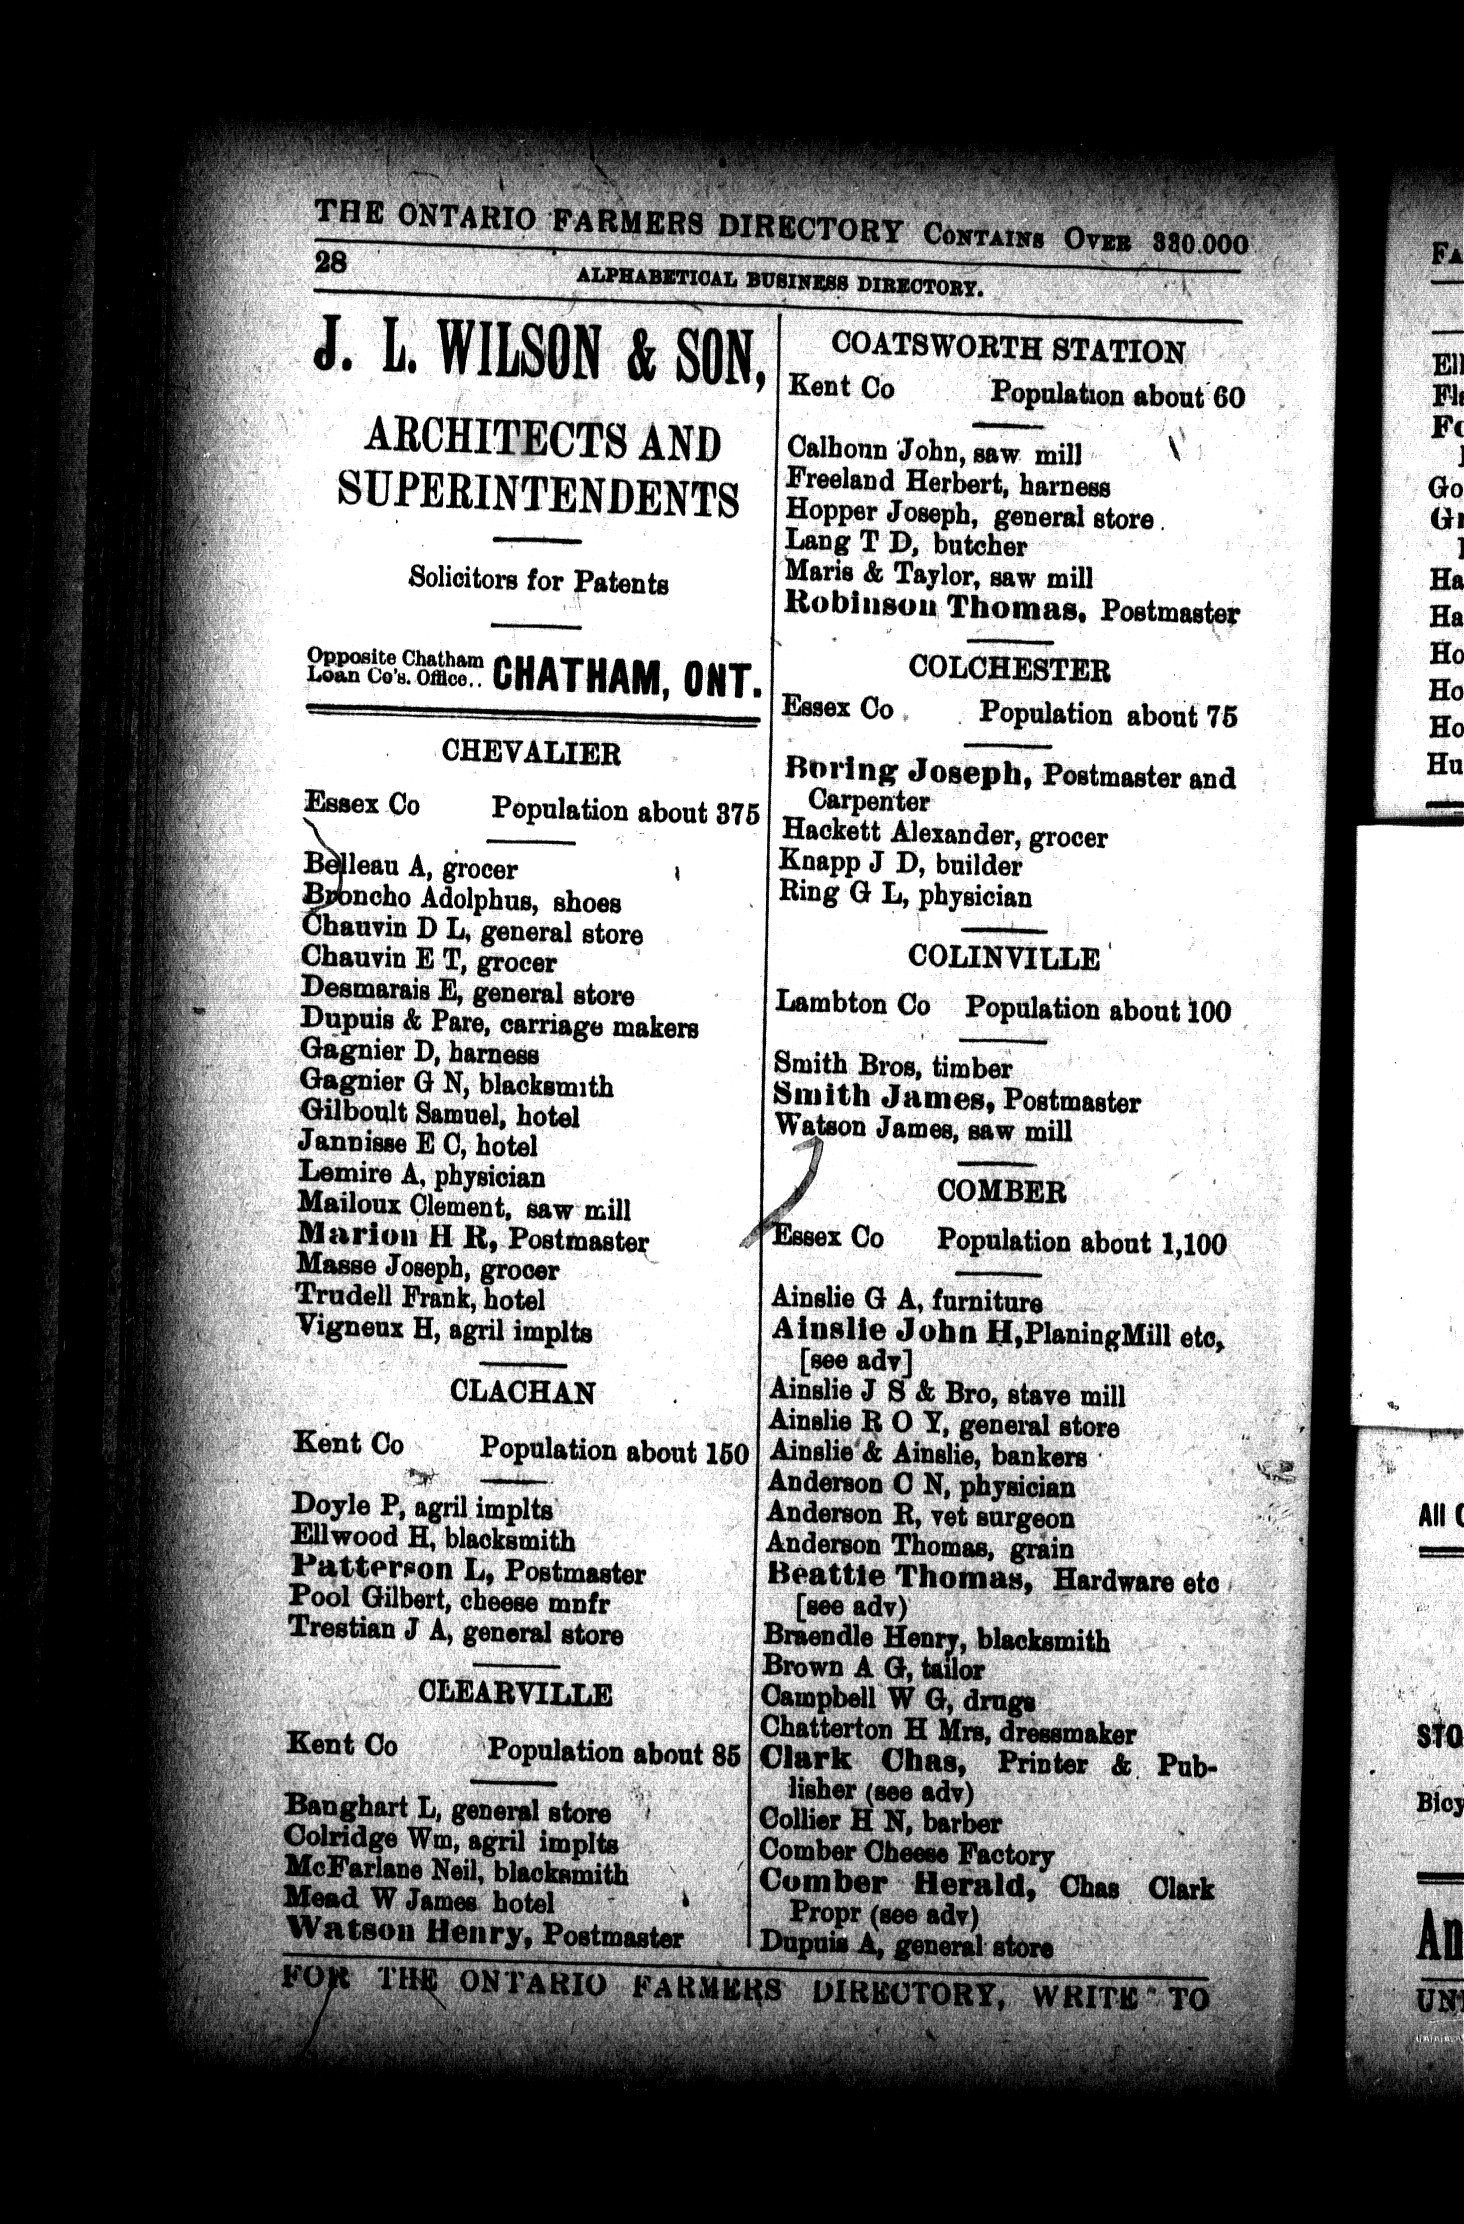 THE ONTARIO FARMERS DIRECTORY CONTAINS OVER 330.000
28
ALPHABETICAL BUSINESS DIRECTORY.
J. L. WILSON & SON,
ARCHITECTS AND
SUPERINTENDENTS
Solicitors for Patents
Opposite Chatham
Loan Co's. Office..
CHATHAM, ONT.
CHEVALIER
Essex Co Population about 375
Belleau A, grocer
Broncho Adolphus, shoes
Chauvin D L, general store
Chauvin E T, grocer
Desmarais E, general store
Dupuis & Pare, carriage makers
Gagnier D, harness
Gagnier G N, blacksmith
Gilboult Samuel, hotel
Jannisse E C, hotel
Lemire A, physician
Mailoux Clement, saw mill
Marion H R, Postmaster
Masse Joseph, grocer
Trudell Frank, hotel
Vigneux H, agril implts
CLACHAN
Kent Co Population about 150
Doyle P, agril implts
Ellwood H, blacksmith
Patterson L, Postmaster
Pool Gilbert, cheese mnfr
Trestian J A, general store
CLEARVILLE
Kent Co Population about 85
Banghart L, general store
Colridge Wm, agril implts
McFarlane Neil, blacksmith
Mead W James hotel
Watson Henry, Postmaster
COATSWORTH STATION
Kent Co Population about 60
Calhoun John, saw mill
Freeland Herbert, harness
Hopper Joseph, general store.
Lang T D, butcher
Maris & Taylor, saw mill
Robinson Thomas, Postmaster
COLCHESTER
Essex Co Population about 75
Boring Joseph, Postmaster and
Carpenter
Hackett Alexander, grocer
Knapp J D, builder
Ring G L, physician
COLINVILLE
Lambton Co Population about 100
Smith Bros, timber
Smith James, Postmaster
Watson James, saw mill
COMBER
Essex Co Population about 1,100
Ainslie G A, furniture
Ainslie John H, Planing Mill etc,
[see adv]
Ainslie J S & Bro, stave mill
Ainslie R O Y, general store
Ainslie & Ainslie, bankers
Anderson C N, physician
Anderson R, vet surgeon
Anderson Thomas, grain
Beattie Thomas, Hardware etc
[see adv)
Braendle Henry, blacksmith
Brown A G, tailor
Campbell W G, drugs
Chatterton H Mrs, dressmaker
Clark Chas, Printer & Pub-
lisher (see adv)
Collier H N, barber
Comber Cheese Factory
Comber Herald, Chas Clark
Propr (see adv)
Dupuis A, general store
FOR THE ONTARIO FARMERS DIRECTORY, WRITE TO